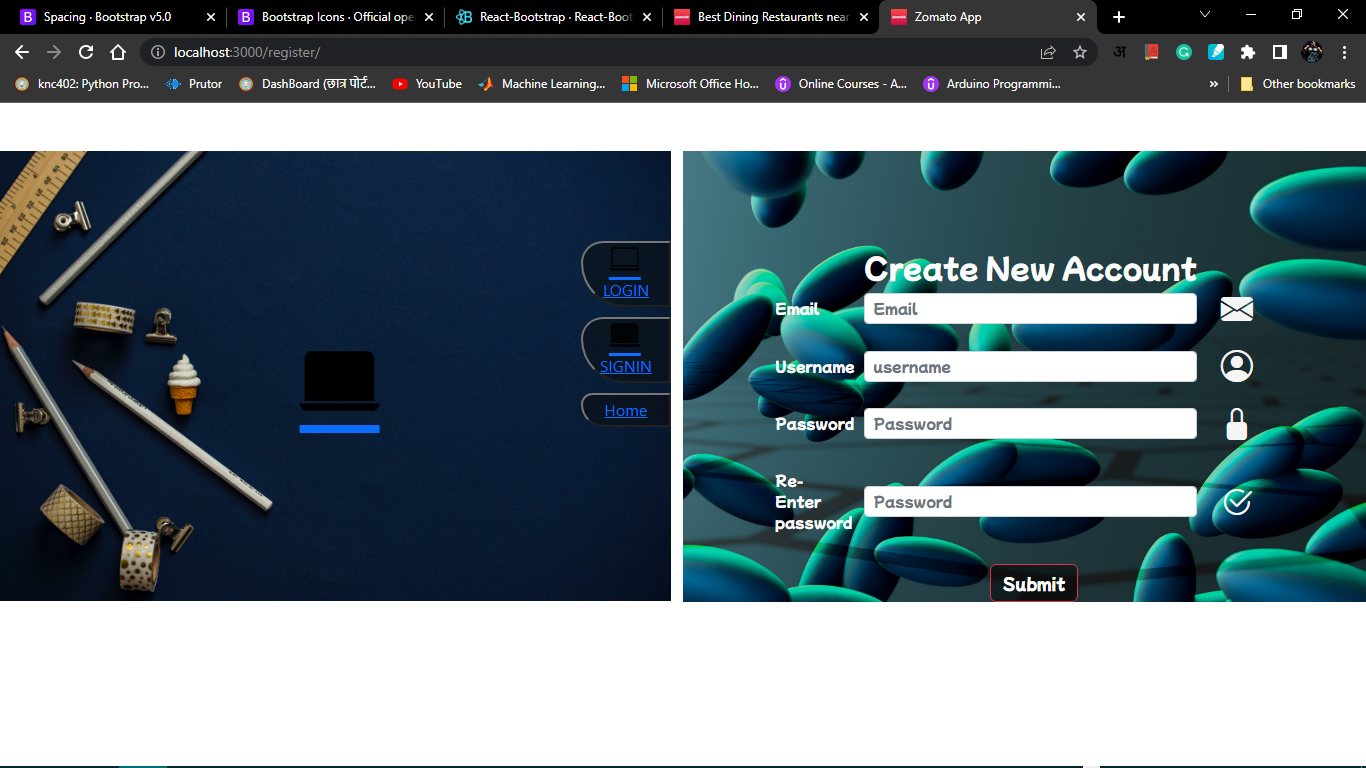 Spacing · Bootstrap v5.0
Bootstrap Icons · Official ope
React-Bootstrap · React-Boot
Best Dining Restaurants near
Zomato App
localhost:3000/register/
knc402: Python Pro...
Prutor
DashBoard (छात्र पोर्ट...
YouTube
Machine Learning...
Microsoft Office Ho...
Online Courses - A...
Arduino Programmi...
»
Other bookmarks
LOGIN
SIGNIN
Home
Create New Account
Email
Email
Username
username
Password
Password
Re-
Enter
password
Password
Submit